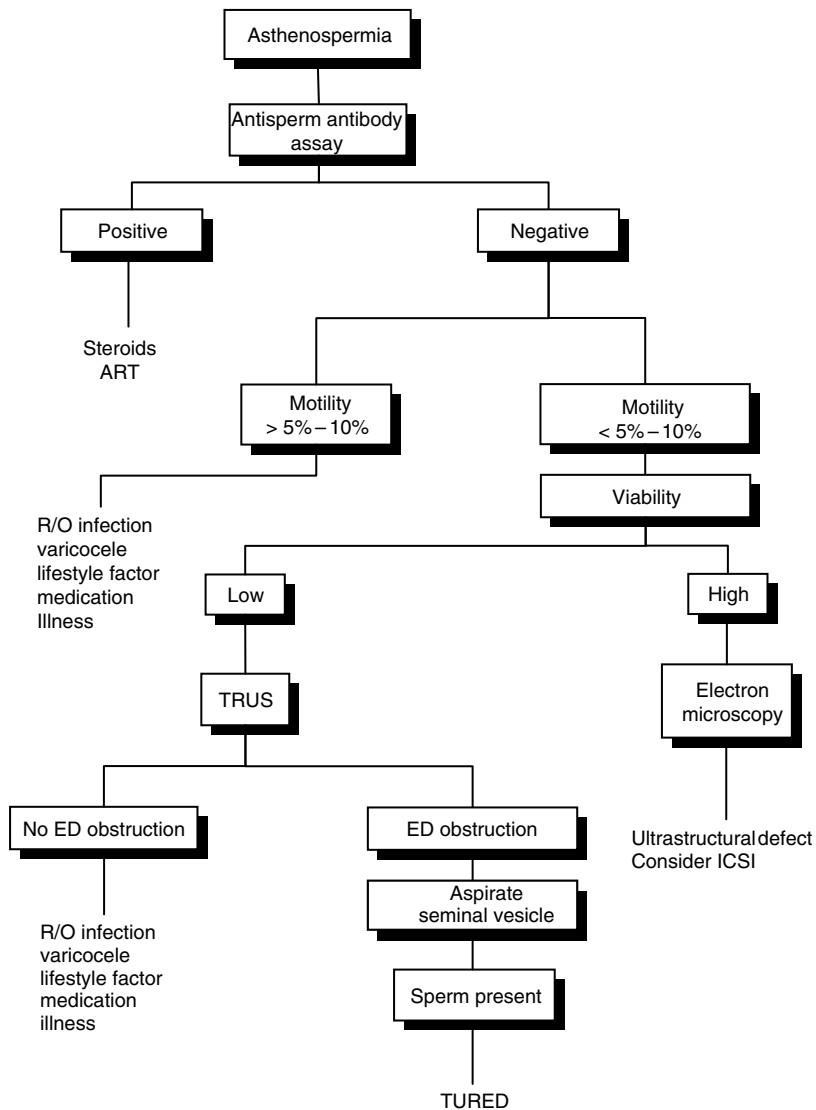 Asthenospermia
Antisperm antibody
assay
Positive
Negative
Steroids
ART
Motility
> 5%–10%
Motility
< 5%–10%
Viability
R/O infection
varicocele
lifestyle factor
medication
Illness
Low
High
TRUS
Electron
microscopy
No ED obstruction
ED obstruction
Ultrastructural defect
Consider ICSI
Aspirate
seminal vesicle
R/O infection
varicocele
lifestyle factor
medication
illness
Sperm present
TURED